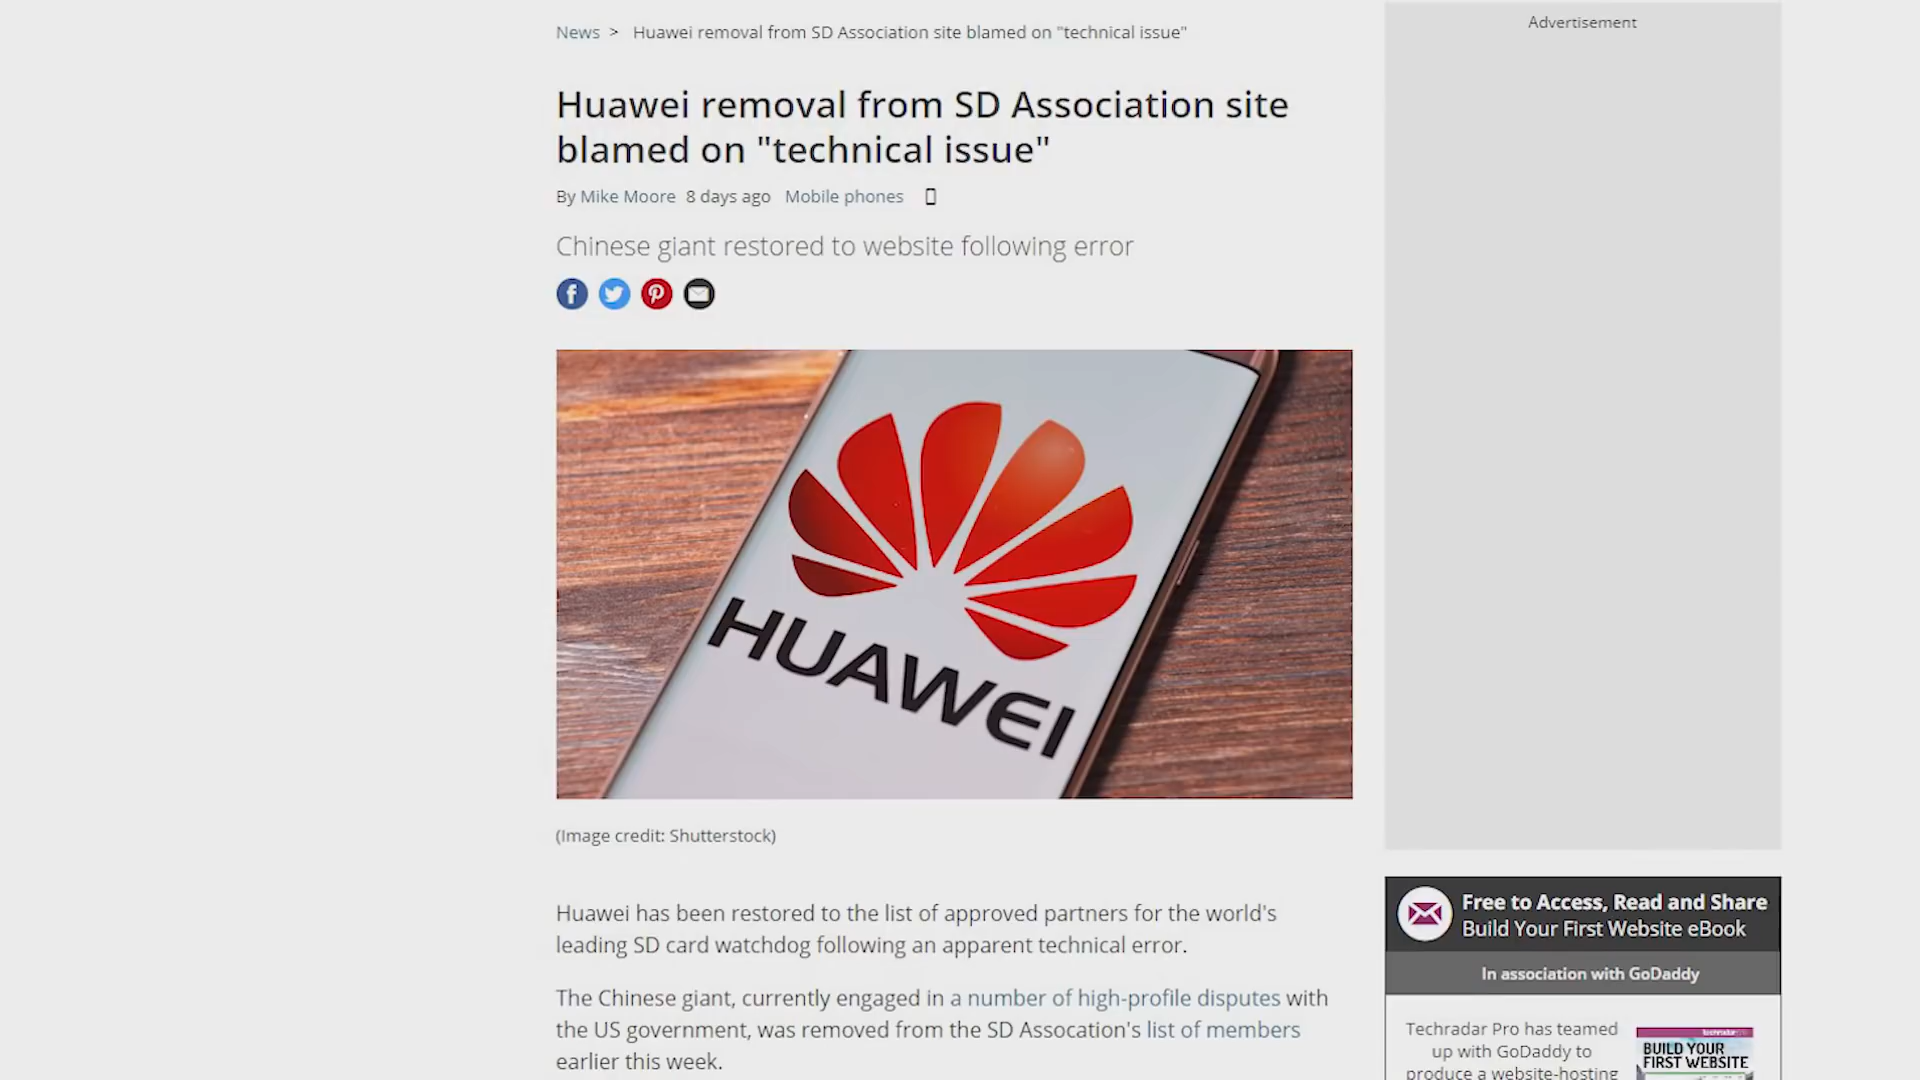 News > Huawei removal from SD Association site blamed on "technical issue"
Huawei removal from SD Association site
blamed on "technical issue"
By Mike Moore 8 days ago Mobile phones
Chinese giant restored to website following error
HUAWEI
(Image credit: Shutterstock)
Huawei has been restored to the list of approved partners for the world's
leading SD card watchdog following an apparent technical error.
The Chinese giant, currently engaged in a number of high-profile disputes with
the US government, was removed from the SD Assocation's list of members
earlier this week.
Advertisement
Free to Access, Read and Share
Build Your First Website eBook
In association with GoDaddy
Techradar Pro has teamed
up with GoDaddy to
produce a website-hosting
techradar
BUILD YOUR
FIRST WEBSITE